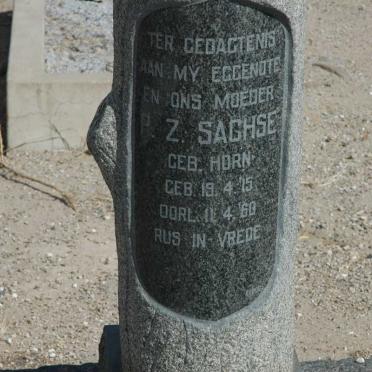 TER GEDAGTENIS
AAN MY EGGENOTE
EN ONS MOEDER
Z. SACHSE
GEB. HORN
GEB. 19. 4. 15
OORL. 11. 4. 60
RUS IN VREDE